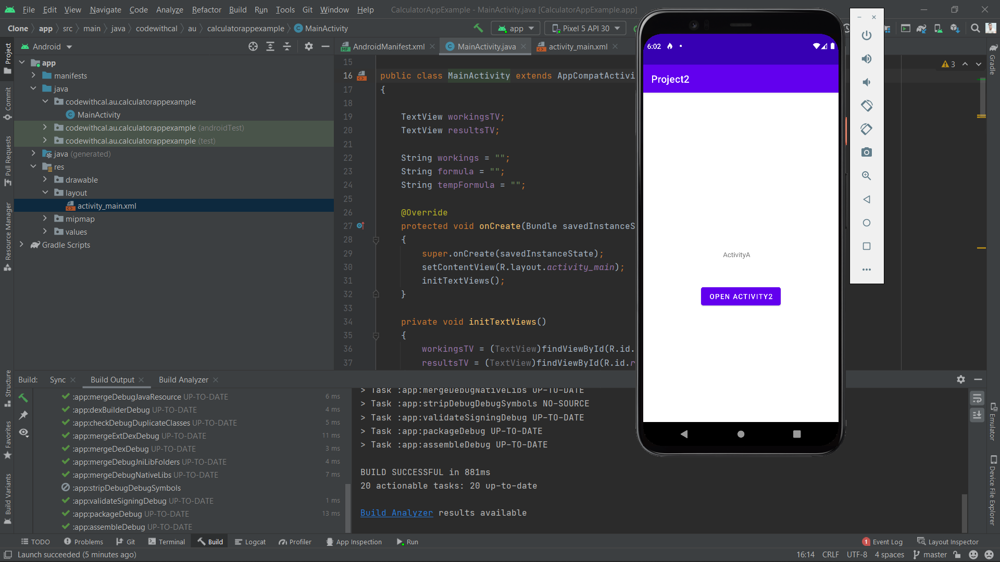 File Edit View Navigate Code Analyze Refactor Build Run Tools Git Window Help CalculatorAppExample - MainActivity.java [CalculatorAppExample.app]
Clone app src main java codewithcal au calculatorappexample MainActivity app Pixel 5 API 30
Android
AndroidManifest.xml MainActivity.java activity_main.xml
Project
Commit
Pull Requests
Resource Manager
Structure
Favorites
Build Variants
app
manifests
java
codewithcal.au.calculatorappexample
MainActivity
codewithcal.au.calculatorappexample (androidTest)
codewithcal.au.calculatorappexample (test)
java (generated)
res
drawable
layout
activity_main.xml
mipmap
values
Gradle Scripts
15
16 public class MainActivity extends AppCompatActivi
17 {
18
19 TextView workingsTV;
20 TextView resultsTV;
21
22 String workings = "";
23 String formula = "";
24 String tempFormula = "";
25
26 @Override
27 protected void onCreate(Bundle savedInstanceS
28 {
29 super.onCreate(savedInstanceState);
30 setContentView(R.layout.activity_main);
31 initTextViews();
32 }
33
34 private void initTextViews()
35 {
36 workingsTV = (TextView)findViewById(R.id.
37 resultsTV = (TextView)findViewById(R.id.r
3
6:02
Project2
ActivityA
OPEN ACTIVITY2
Gradle
Emulator
Device File Explorer
Build: Sync Build Output Build Analyzer
:app:mergeDebugJavaResource UP-TO-DATE 6 ms
:app:dexBuilderDebug UP-TO-DATE 4 ms
:app:checkDebugDuplicateClasses UP-TO-DATE 5 ms
:app:mergeExtDexDebug UP-TO-DATE 11 ms
:app:mergeDexDebug UP-TO-DATE 3 ms
:app:mergeDebugJniLibFolders UP-TO-DATE 4 ms
:app:mergeDebugNativeLibs UP-TO-DATE 7 ms
:app:stripDebugDebugSymbols
:app:validateSigningDebug UP-TO-DATE 1 ms
:app:packageDebug UP-TO-DATE 13 ms
:app:assembleDebug UP-TO-DATE
> Task :app:mergeDebugNativeLibs UP-TO-DATE
> Task :app:stripDebugDebugSymbols NO-SOURCE
> Task :app:validateSigningDebug UP-TO-DATE
> Task :app:packageDebug UP-TO-DATE
> Task :app:assembleDebug UP-TO-DATE
BUILD SUCCESSFUL in 881ms
20 actionable tasks: 20 up-to-date
Build Analyzer results available
TODO Problems Git Terminal Build Logcat Profiler App Inspection Run 1 Event Log Layout Inspector
Launch succeeded (5 minutes ago) 16:14 CRLF UTF-8 4 spaces master